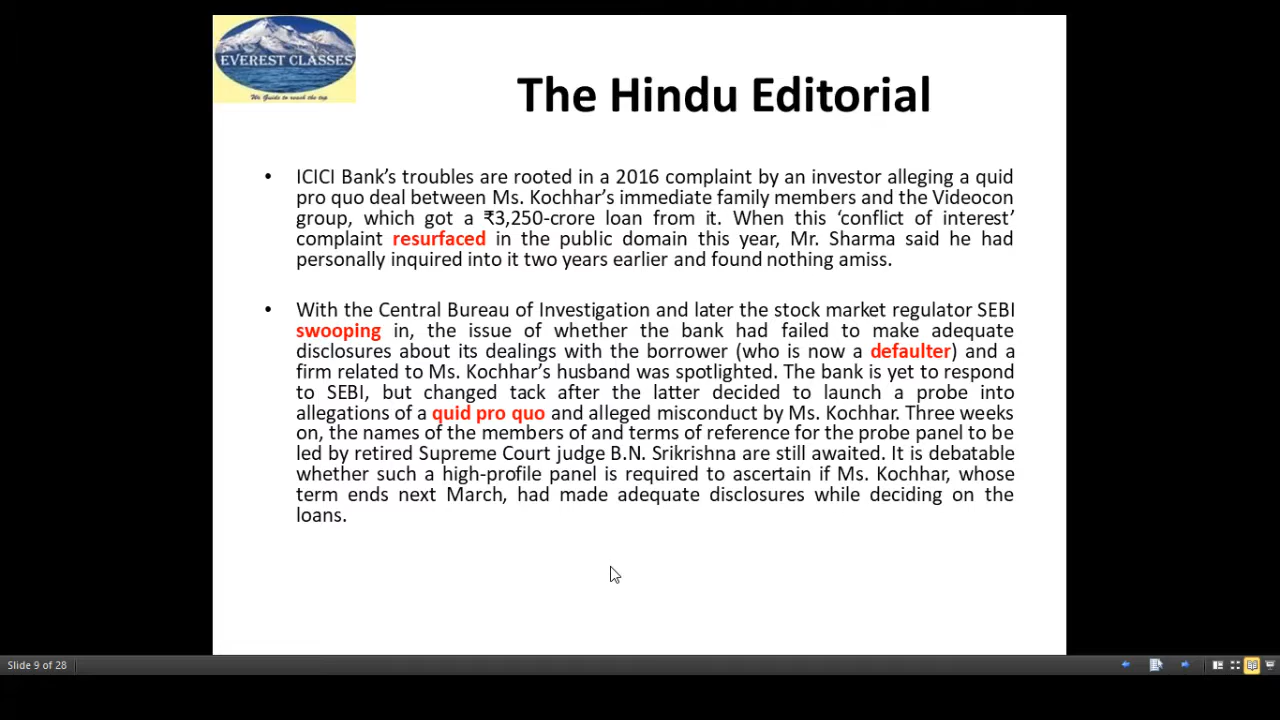 EVEREST CLASSES
We Guide to reach the top
The Hindu Editorial
• ICICI Bank's troubles are rooted in a 2016 complaint by an investor alleging a quid
pro quo deal between Ms. Kochhar's immediate family members and the Videocon
group, which got a ₹3,250-crore loan from it. When this ‘conflict of interest’
complaint resurfaced in the public domain this year, Mr. Sharma said he had
personally inquired into it two years earlier and found nothing amiss.
• With the Central Bureau of Investigation and later the stock market regulator SEBI
swooping in, the issue of whether the bank had failed to make adequate
disclosures about its dealings with the borrower (who is now a defaulter) and a
firm related to Ms. Kochhar's husband was spotlighted. The bank is yet to respond
to SEBI, but changed tack after the latter decided to launch a probe into
allegations of a quid pro quo and alleged misconduct by Ms. Kochhar. Three weeks
on, the names of the members of and terms of reference for the probe panel to be
led by retired Supreme Court judge B.N. Srikrishna are still awaited. It is debatable
whether such a high-profile panel is required to ascertain if Ms. Kochhar, whose
term ends next March, had made adequate disclosures while deciding on the
loans.
Slide 9 of 28